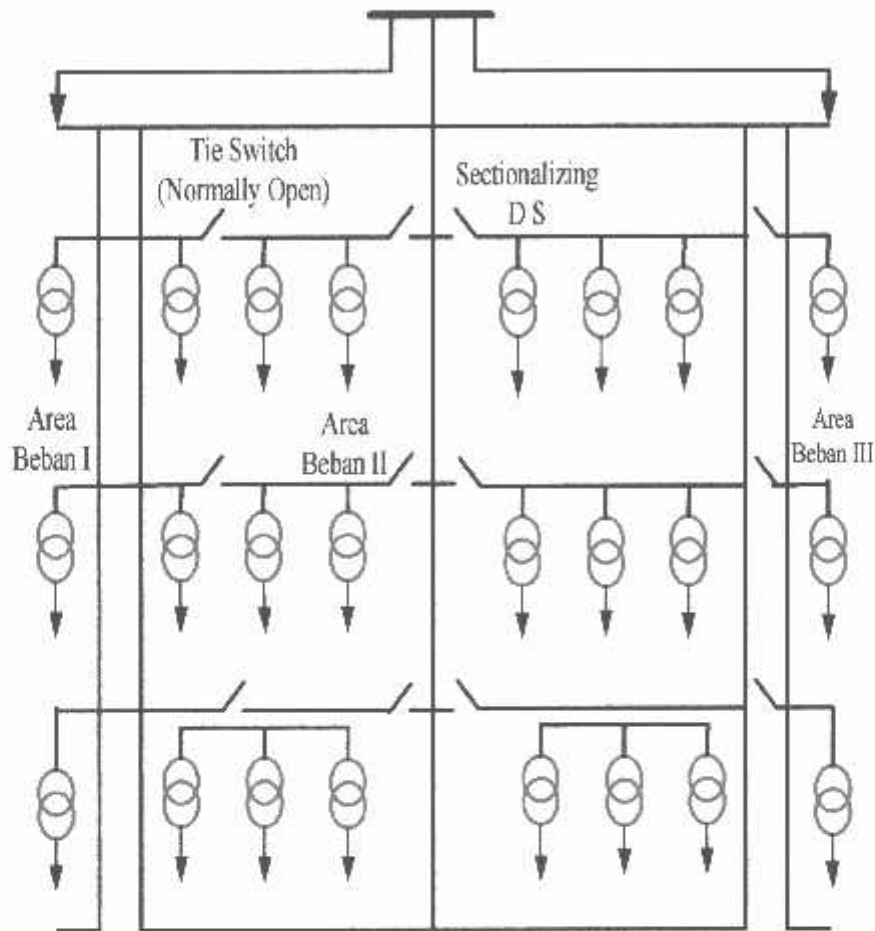 Tie Switch
(Normally Open)
Sectionalizing
D S
Area
Beban I
Area
Beban II
Area
Beban III